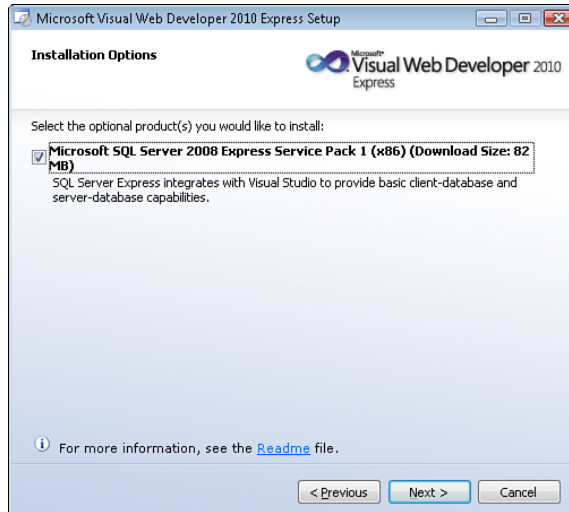 Microsoft Visual Web Developer 2010 Express Setup
Installation Options
Microsoft®
Visual Web Developer 2010
Express
Select the optional product(s) you would like to install:
Microsoft SQL Server 2008 Express Service Pack 1 (x86) (Download Size: 82
MB)
SQL Server Express integrates with Visual Studio to provide basic client-database and
server-database capabilities.
For more information, see the Readme file.
< Previous
Next >
Cancel